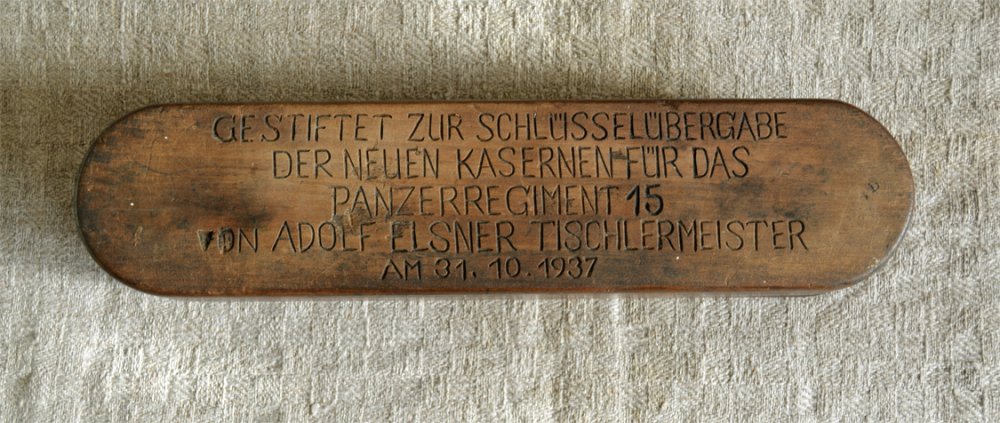 GESTIFTET ZUR SCHLÜSSELÜBERGABE
DER NEUEN KASERNEN FÜR DAS
PANZERREGIMENT 15
VON ADOLF ELSNER TISCHLERMEISTER
AM 31. 10. 1937